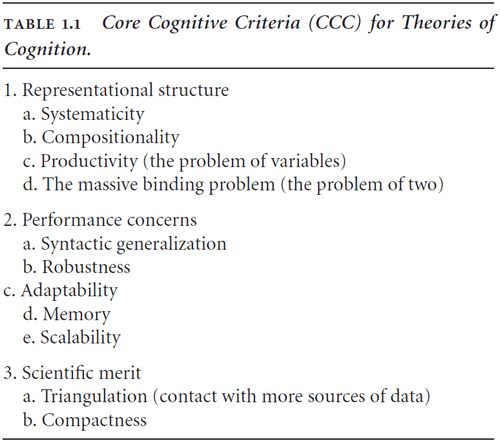 TABLE 1.1 Core Cognitive Criteria (CCC) for Theories of
Cognition.
1. Representational structure
a. Systematicity
b. Compositionality
c. Productivity (the problem of variables)
d. The massive binding problem (the problem of two)
2. Performance concerns
a. Syntactic generalization
b. Robustness
c. Adaptability
d. Memory
e. Scalability
3. Scientific merit
a. Triangulation (contact with more sources of data)
b. Compactness